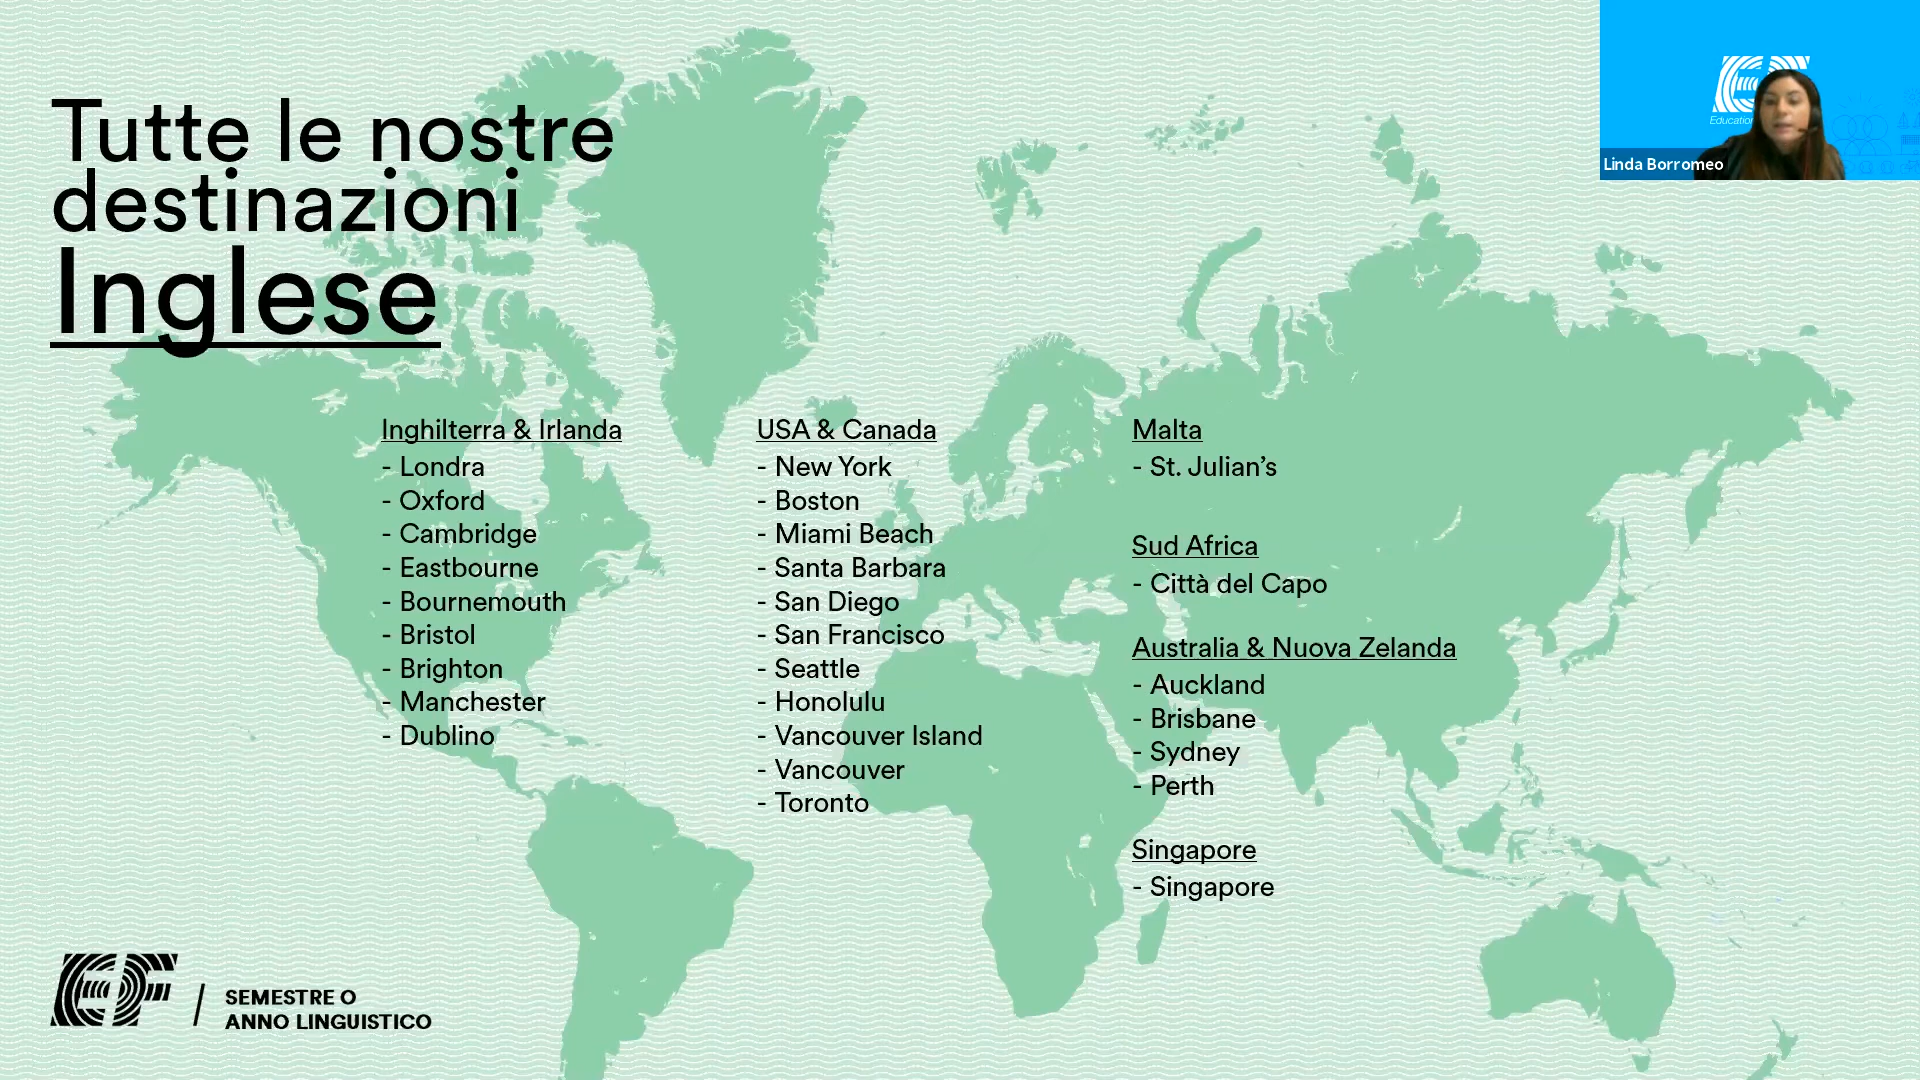 Tutte le nostre
destinazioni
Inglese
Inghilterra & Irlanda
- Londra
- Oxford
- Cambridge
- Eastbourne
- Bournemouth
- Bristol
- Brighton
- Manchester
- Dublino
USA & Canada
- New York
- Boston
- Miami Beach
- Santa Barbara
- San Diego
- San Francisco
- Seattle
- Honolulu
- Vancouver Island
- Vancouver
- Toronto
Malta
- St. Julian’s
Sud Africa
- Città del Capo
Australia & Nuova Zelanda
- Auckland
- Brisbane
- Sydney
- Perth
Singapore
- Singapore
EF
SEMESTRE O
ANNO LINGUISTICO
EF
Linda Borromeo